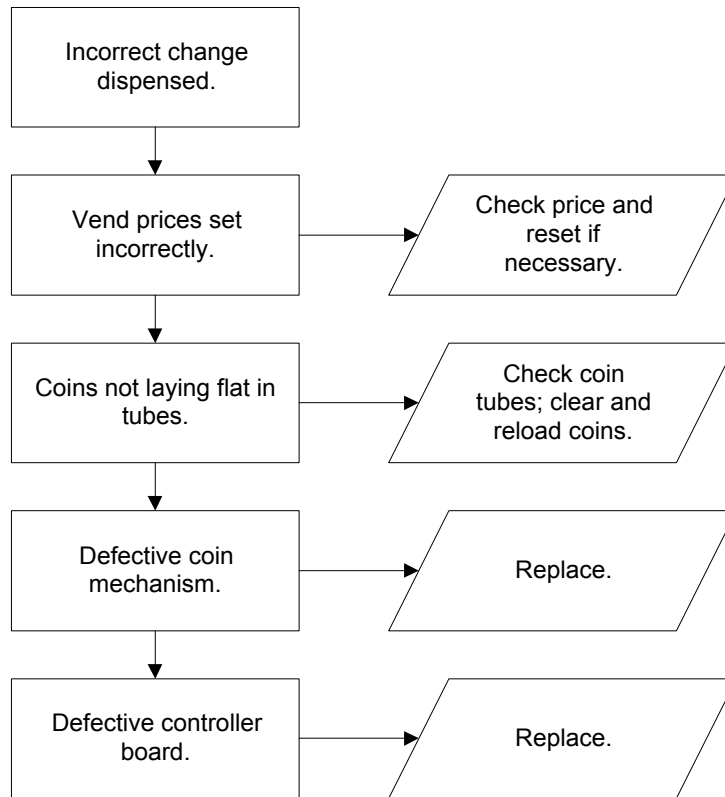 Incorrect change
dispensed.
Vend prices set
incorrectly.
Check price and
reset if
necessary.
Coins not laying flat in
tubes.
Check coin
tubes; clear and
reload coins.
Defective coin
mechanism.
Replace.
Defective controller
board.
Replace.